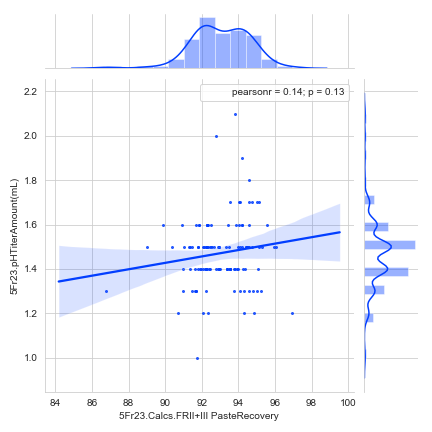 pearsonr = 0.14; p = 0.13
2.2
2.0
1.8
1.6
1.4
1.2
1.0
5Fr23.pHTiterAmount(mL)
84 86 88 90 92 94 96 98 100
5Fr23.Calcs.FRII+III PasteRecovery